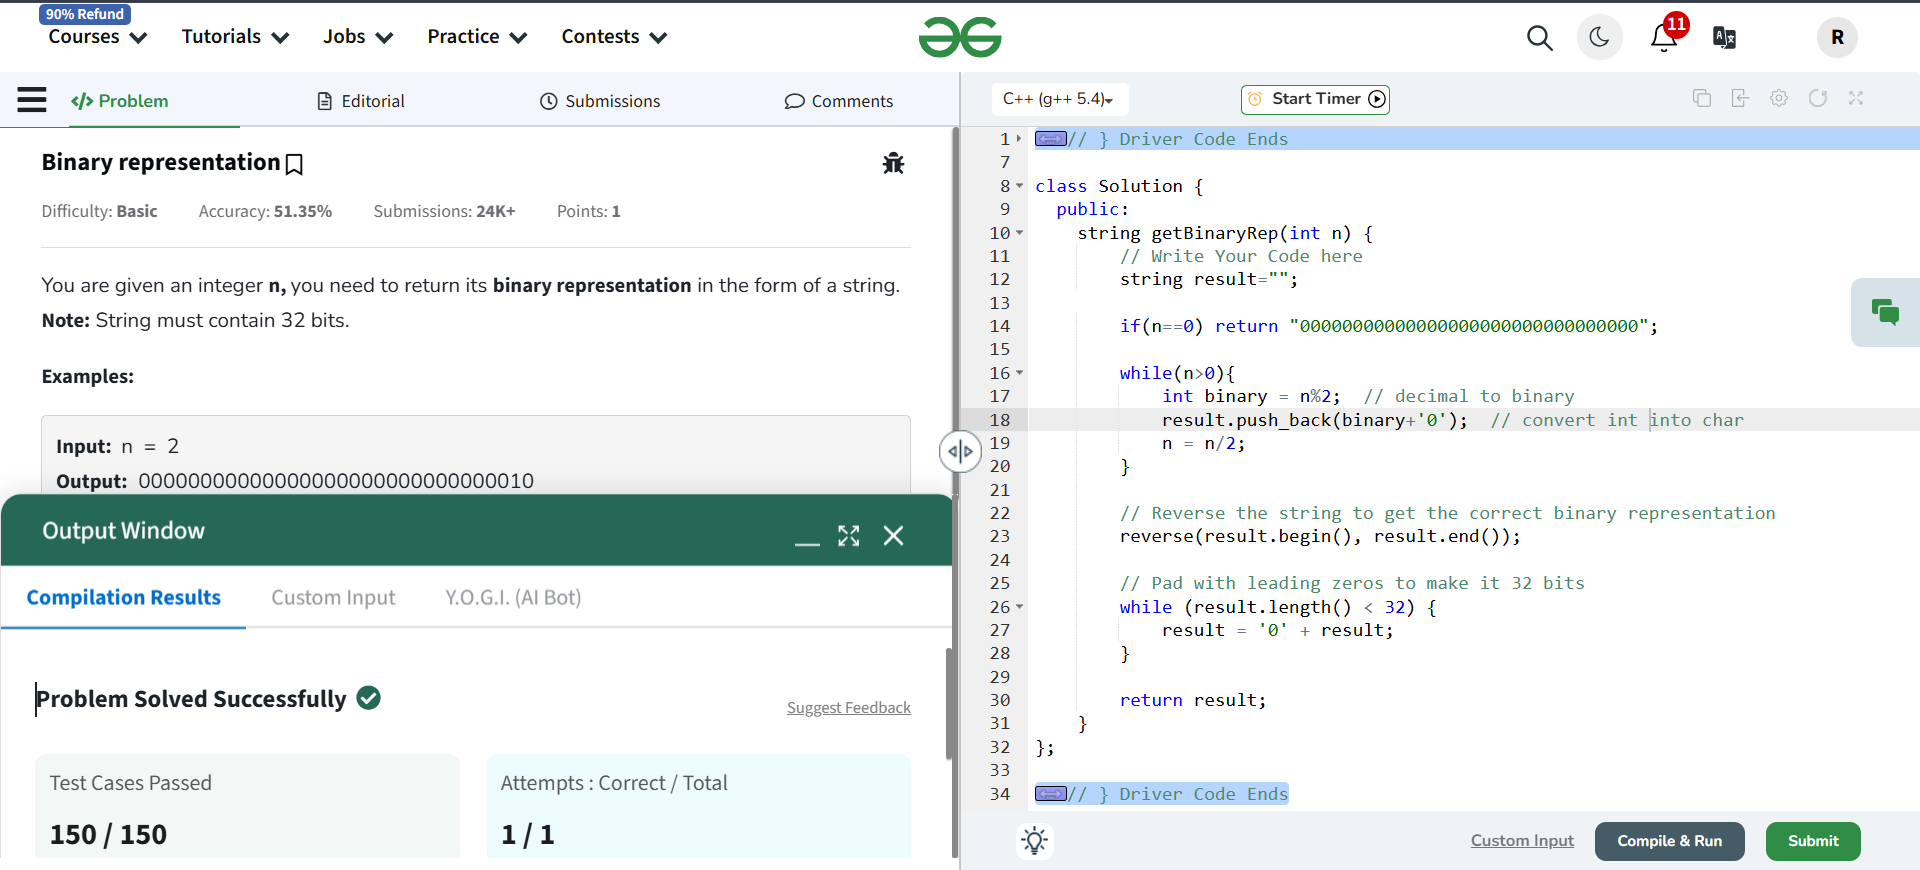 90% Refund
Courses Tutorials Jobs Practice Contests
11
R
</> Problem Editorial Submissions Comments
Binary representation
Difficulty: Basic Accuracy: 51.35% Submissions: 24K+ Points: 1
You are given an integer n, you need to return its binary representation in the form of a string.
Note: String must contain 32 bits.
Examples:
Input: n = 2
Output: 00000000000000000000000000000010
Output Window
Compilation Results Custom Input Y.O.G.I. (AI Bot)
Problem Solved Successfully
Suggest Feedback
Test Cases Passed
150 / 150
Attempts : Correct / Total
1 / 1
C++ (g++ 5.4) Start Timer
1 // } Driver Code Ends
7
8 class Solution {
9 public:
10 string getBinaryRep(int n) {
11 // Write Your Code here
12 string result="";
13
14 if(n==0) return "00000000000000000000000000000000";
15
16 while(n>0){
17 int binary = n%2; // decimal to binary
18 result.push_back(binary+'0'); // convert int into char
19 n = n/2;
20 }
21
22 // Reverse the string to get the correct binary representation
23 reverse(result.begin(), result.end());
24
25 // Pad with leading zeros to make it 32 bits
26 while (result.length() < 32) {
27 result = '0' + result;
28 }
29
30 return result;
31 }
32 };
33
34 // } Driver Code Ends
Custom Input Compile & Run Submit